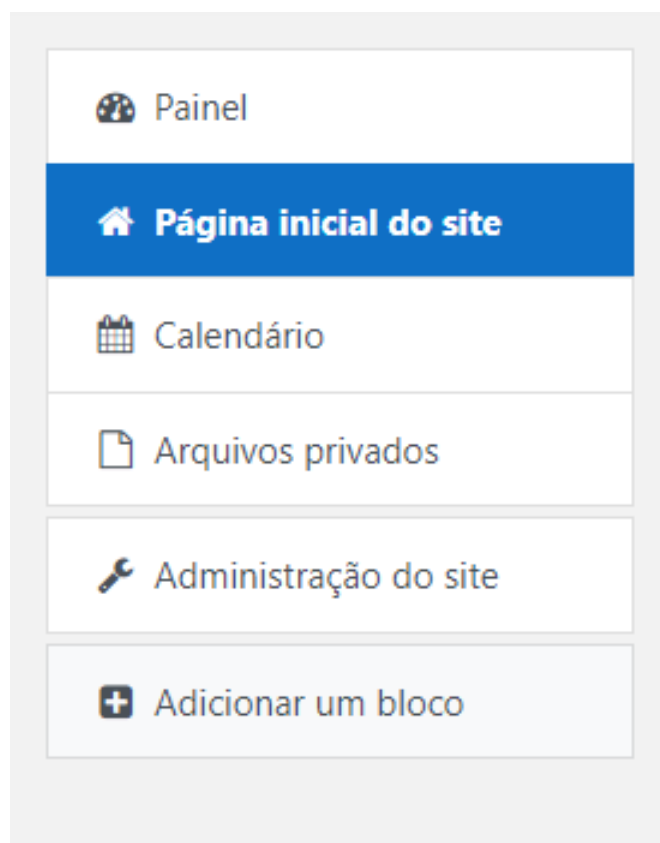 Painel
Página inicial do site
Calendário
Arquivos privados
Administração do site
Adicionar um bloco